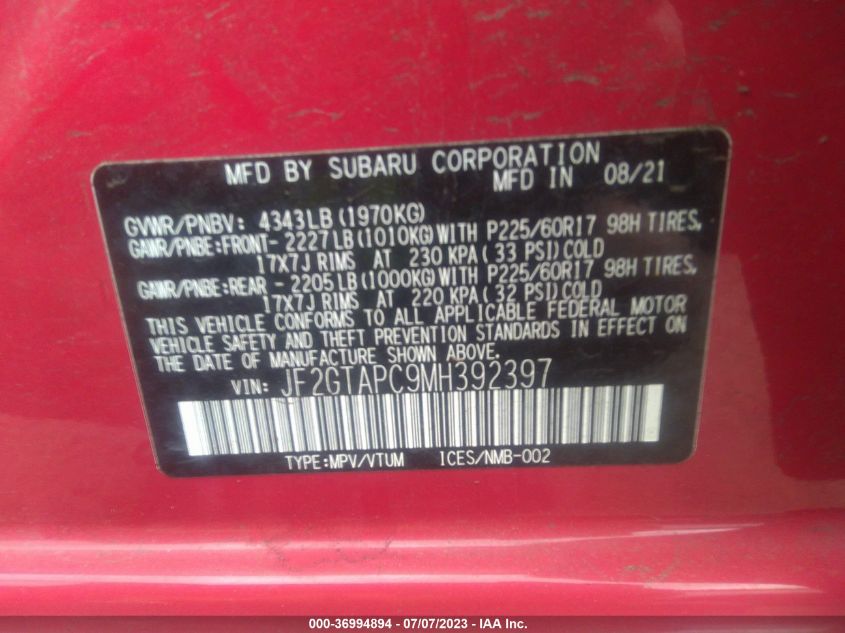 MFD BY SUBARU CORPORATION
MFD IN 08/21
GVWR/PNBV: 4343LB (1970KG)
GAWR/PNBE:FRONT- 2227LB (1010KG) WITH P225/60R17 98H TIRES,
17X7J RIMS AT 230 KPA ( 33 PSI) COLD
GAWR/PNBE:REAR - 2205LB (1000KG) WITH P225/60R17 98H TIRES,
17X7J RIMS AT 220 KPA ( 32 PSI) COLD
THIS VEHICLE CONFORMS TO ALL APPLICABLE FEDERAL MOTOR
VEHICLE SAFETY AND THEFT PREVENTION STANDARDS IN EFFECT ON
THE DATE OF MANUFACTURE SHOWN ABOVE.
VIN: JF2GTAPC9MH392397
TYPE:MPV/VTUM ICES/NMB-002
000-36994894 - 07/07/2023 - IAA, Inc.